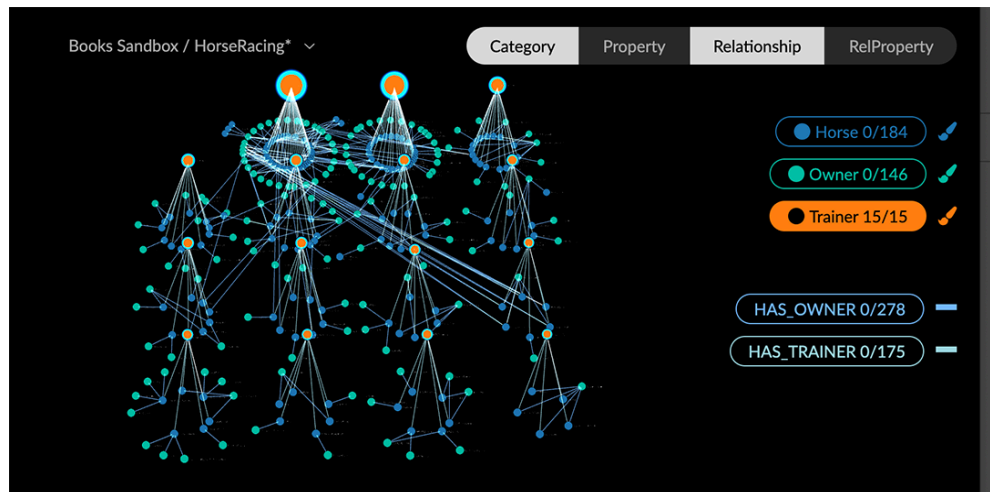 Books Sandbox / HorseRacing*
Category Property Relationship RelProperty
Horse 0/184
Owner 0/146
Trainer 15/15
HAS_OWNER 0/278
HAS_TRAINER 0/175